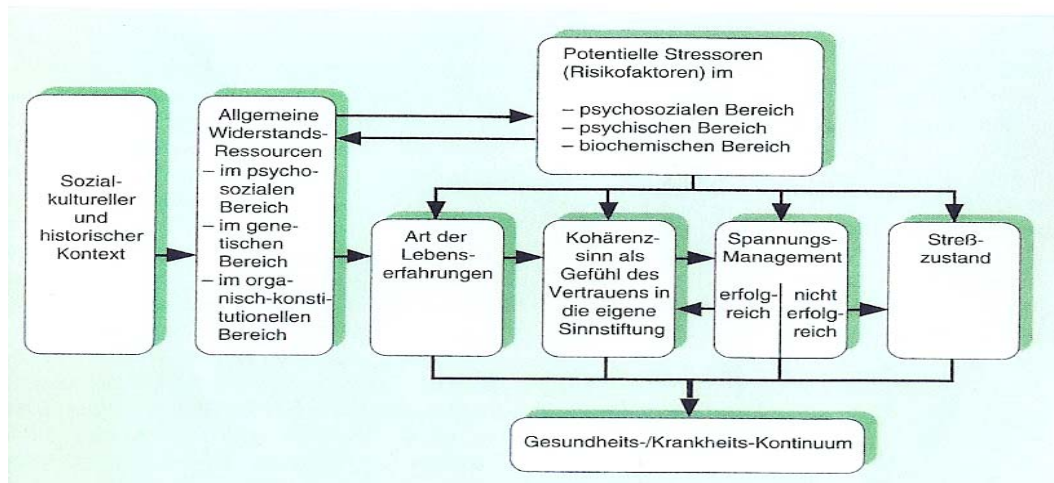 Potentielle Stressoren
(Risikofaktoren) im
– psychosozialen Bereich
– psychischen Bereich
– biochemischen Bereich
Sozial-
kultureller
und
historischer
Kontext
Allgemeine
Widerstands-
Ressourcen
– im psycho-
sozialen
Bereich
– im gene-
tischen
Bereich
– im orga-
nisch-konsti-
tutionellen
Bereich
Art der
Lebens-
erfahrungen
Kohärenz-
sinn als
Gefühl des
Vertrauens in
die eigene
Sinnstiftung
Spannungs-
Management
erfolg-
reich
nicht
erfolg-
reich
Streß-
zustand
Gesundheits-/Krankheits-Kontinuum